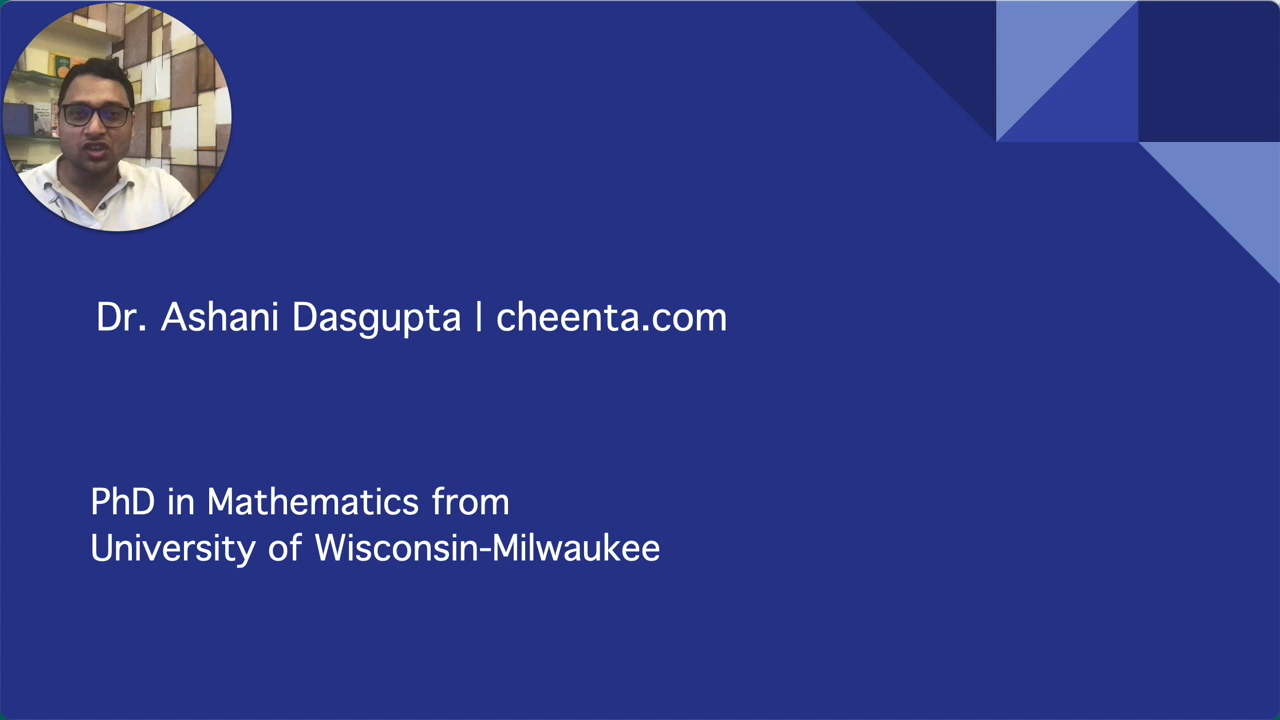 Dr. Ashani Dasgupta | cheenta.com
PhD in Mathematics from
University of Wisconsin-Milwaukee